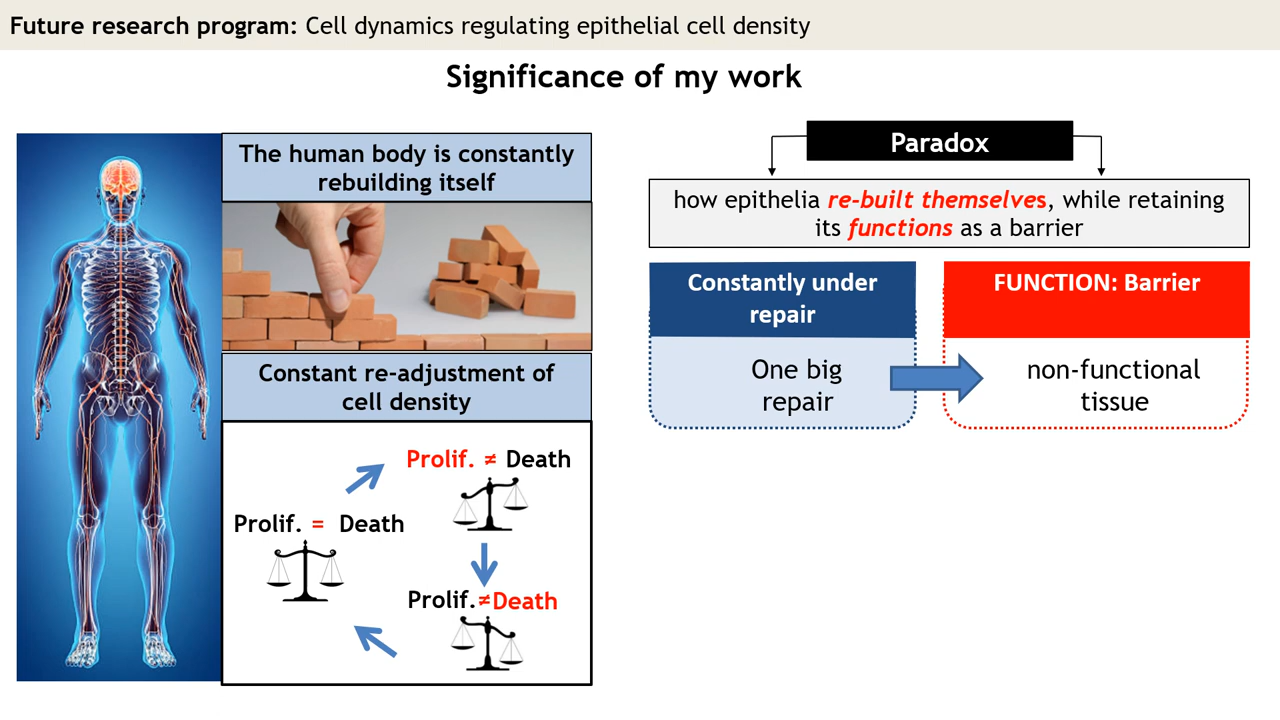 Future research program: Cell dynamics regulating epithelial cell density
Significance of my work
The human body is constantly
rebuilding itself
Constant re-adjustment of
cell density
Prolif. ≠ Death
Prolif. = Death
Prolif.≠Death
Paradox
how epithelia re-built themselves, while retaining
its functions as a barrier
Constantly under
repair
One big
repair
FUNCTION: Barrier
non-functional
tissue